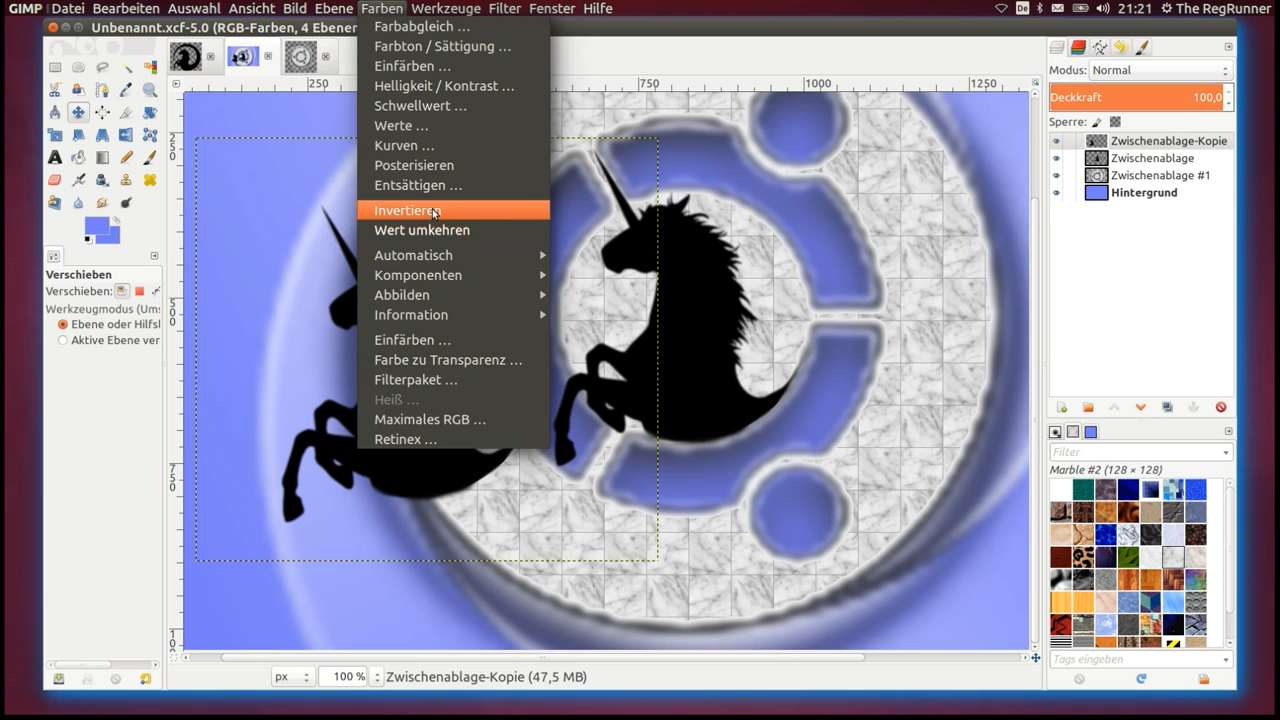 GIMP Datei Bearbeiten Auswahl Ansicht Bild Ebene Farben Werkzeuge Filter Fenster Hilfe De 21:21 The RegRunner
Unbenannt.xcf-5.0 (RGB-Farben, 4 Ebenen
Farbabgleich ...
Farbton / Sättigung ...
Einfärben ...
Helligkeit / Kontrast ...
Schwellwert ...
Werte ...
Kurven ...
Posterisieren
Entsättigen ...
Invertieren
Wert umkehren
Automatisch
Komponenten
Abbilden
Information
Einfärben ...
Farbe zu Transparenz ...
Filterpaket ...
Heiß ...
Maximales RGB ...
Retinex ...
250 750 1000 1250
250
500
750
Verschieben
Verschieben:
Werkzeugmodus (Ums
Ebene oder Hilfsl
Aktive Ebene ver
Modus: Normal
Deckkraft 100,0
Sperre:
Zwischenablage-Kopie
Zwischenablage
Zwischenablage #1
Hintergrund
Filter
Marble #2 (128 × 128)
Tags eingeben
px 100 % Zwischenablage-Kopie (47,5 MB)